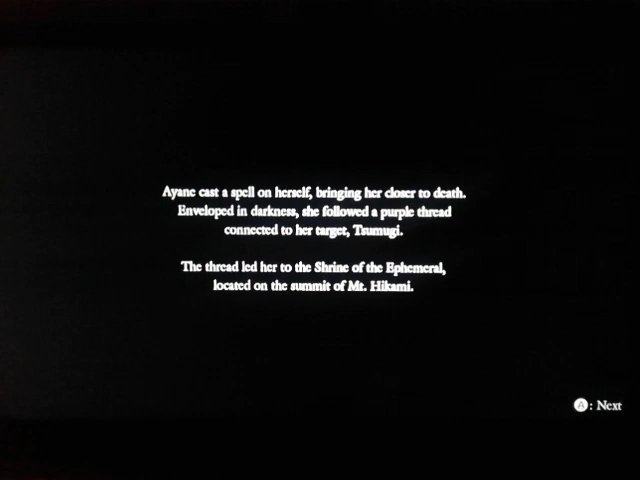 Ayane cast a spell on herself, bringing her closer to death.
Enveloped in darkness, she followed a purple thread
connected to her target, Tsumugi.
The thread led her to the Shrine of the Ephemeral,
located on the summit of Mt. Hikami.
A: Next